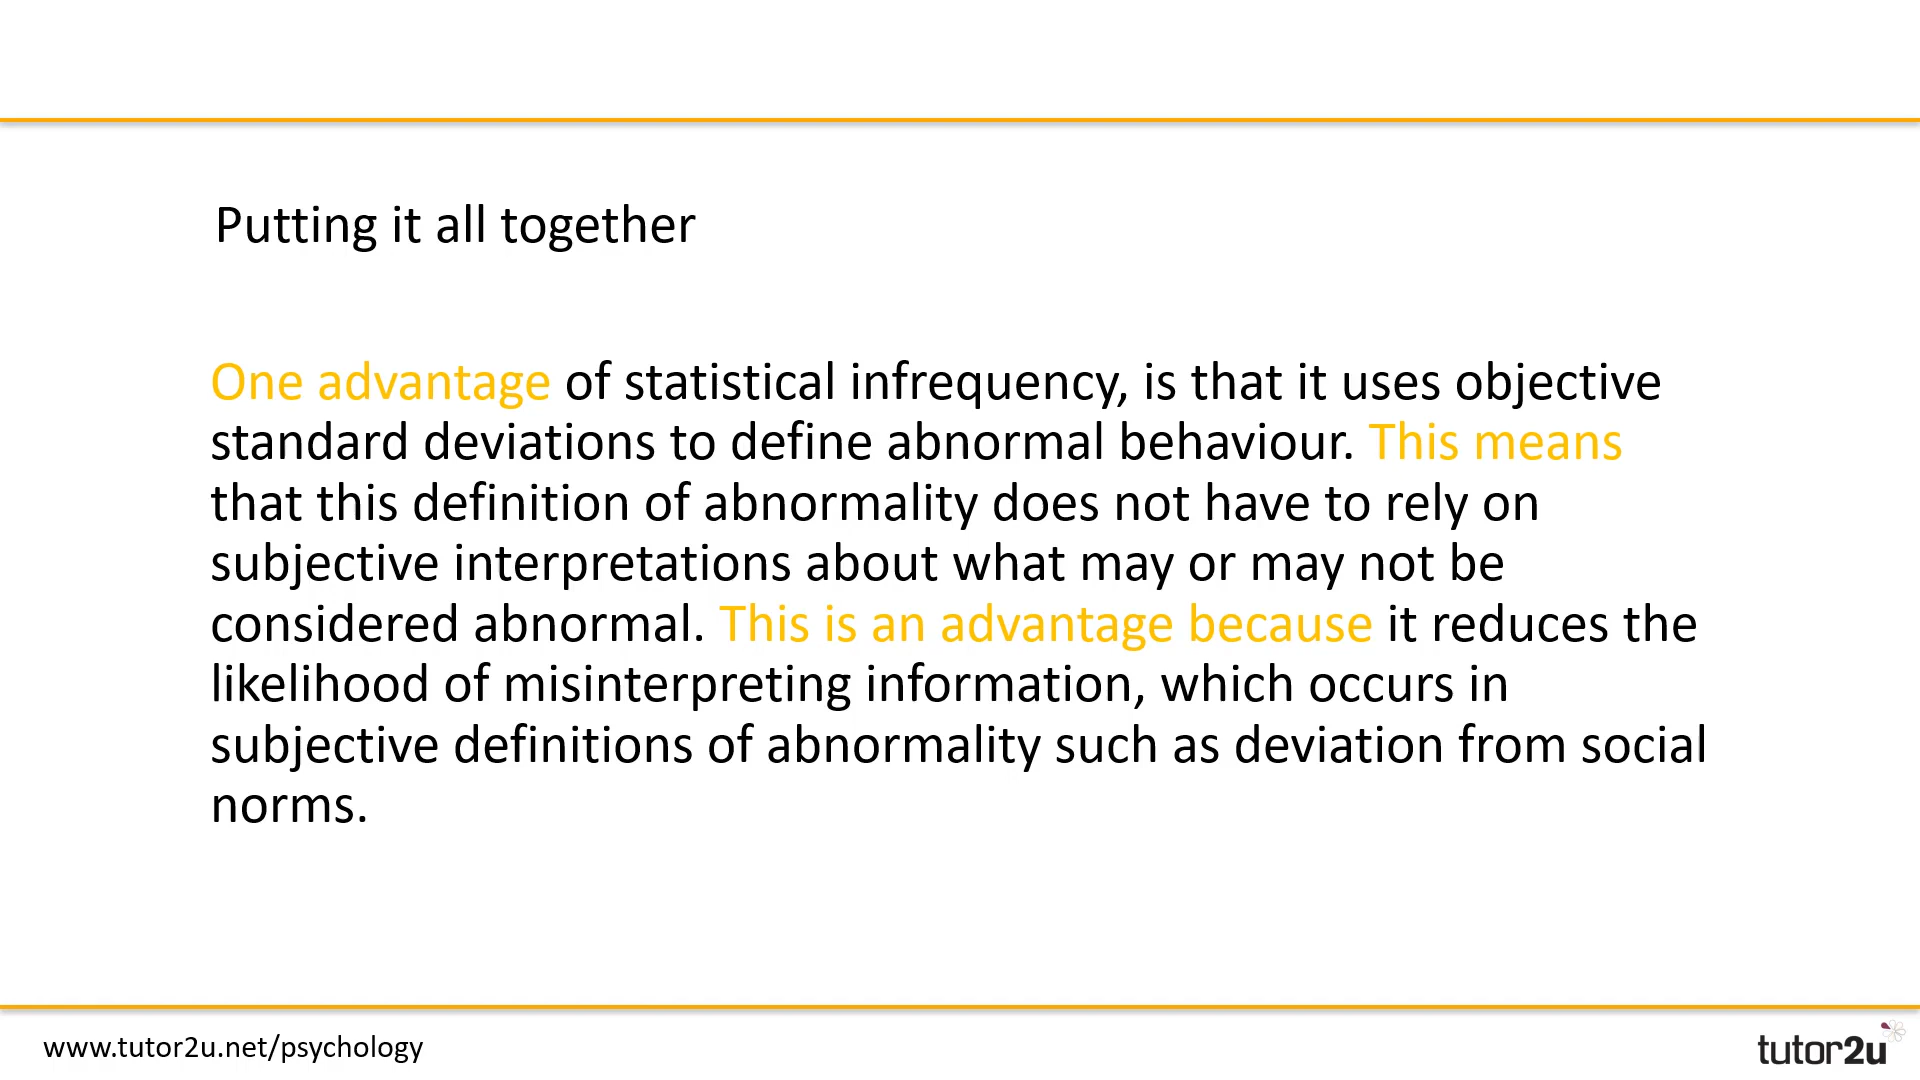 Putting it all together
One advantage of statistical infrequency, is that it uses objective
standard deviations to define abnormal behaviour. This means
that this definition of abnormality does not have to rely on
subjective interpretations about what may or may not be
considered abnormal. This is an advantage because it reduces the
likelihood of misinterpreting information, which occurs in
subjective definitions of abnormality such as deviation from social
norms.
www.tutor2u.net/psychology
tutor2u